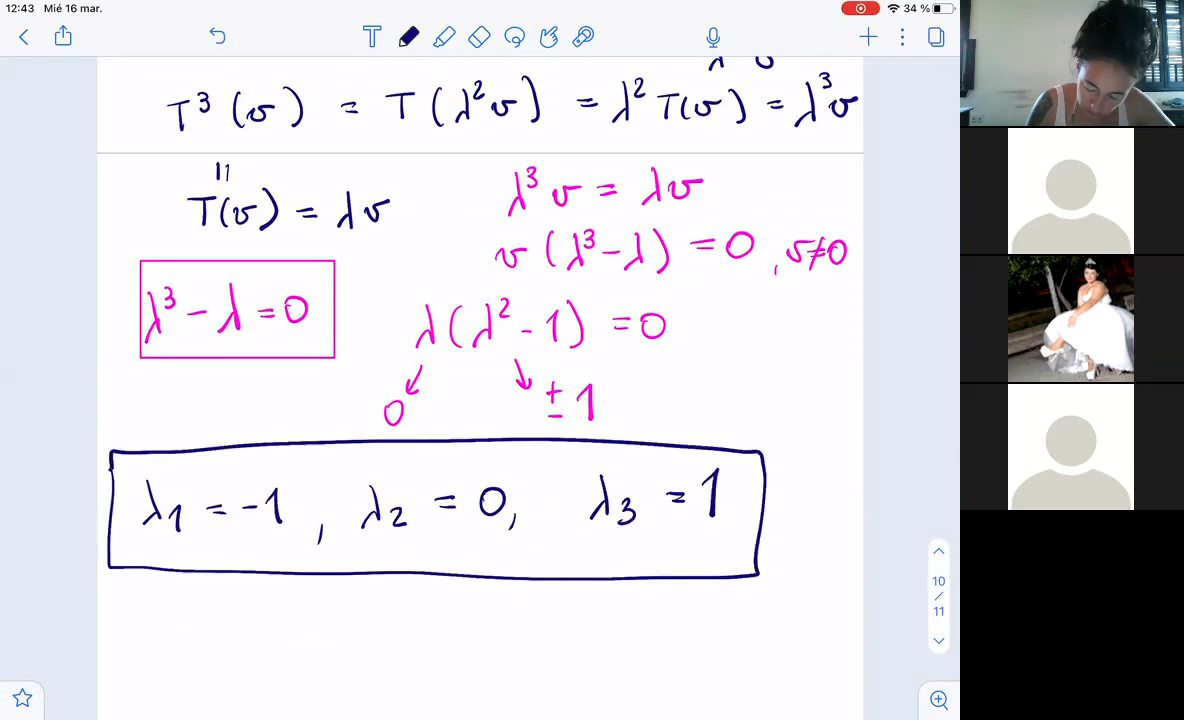 12:43 Mié 16 mar. 34 %
T³(v) = T(λ²v) = λ²T(v) = λ³v
T(v) = λv
λ³v = λv
v(λ³-λ) = 0, v≠0
λ³ - λ = 0
λ(λ² - 1) = 0
0
± 1
λ1 = -1, λ2 = 0, λ3 = 1
10
/
11